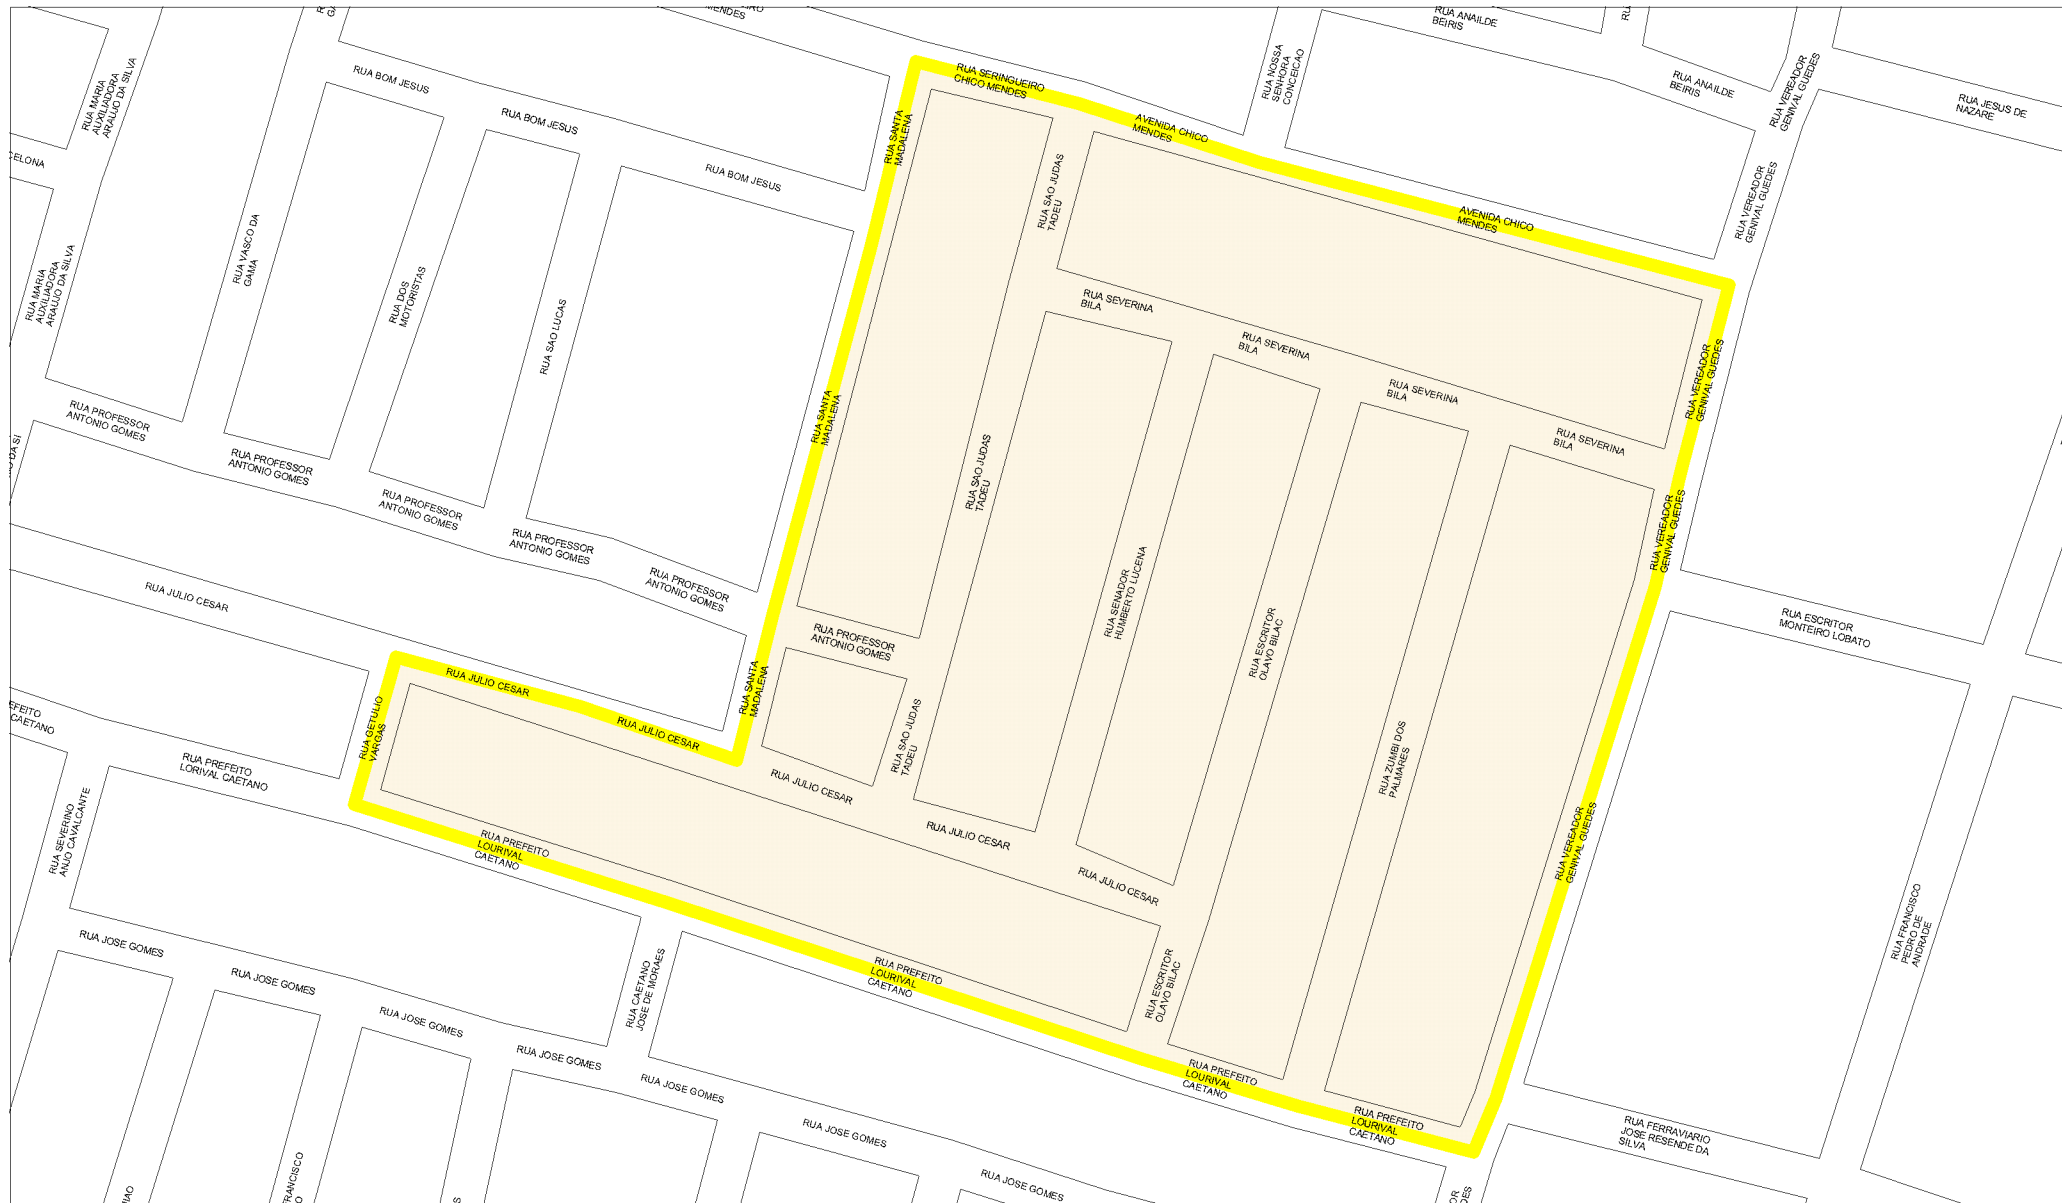 MENDES
RUA ANAILDE
BEIRIS
RUA BOM JESUS
RUA MARIA
AUXILIADORA
ARAUJO DA SILVA
RUA SERINGUEIRO
CHICO MENDES
RUA NOSSA
SENHORA
CONCEICAO
RUA ANAILDE
BEIRIS
RUA VEREADOR
GENIVAL GUEDES
RUA JESUS DE
NAZARE
RUA BOM JESUS
RUA SANTA
MADALENA
AVENIDA CHICO
MENDES
CELONA
RUA BOM JESUS
RUA SAO JUDAS
TADEU
RUA VEREADOR
GENIVAL GUEDES
AVENIDA CHICO
MENDES
RUA VASCO DA
GAMA
RUA MARIA
AUXILIADORA
ARAUJO DA SILVA
RUA DOS
MOTORISTAS
RUA SAO LUCAS
RUA SEVERINA
BILA
RUA SEVERINA
BILA
RUA SEVERINA
BILA
RUA VEREADOR
GENIVAL GUEDES
RUA SEVERINA
BILA
RUA PROFESSOR
ANTONIO GOMES
RUA SANTA
MADALENA
RUA PROFESSOR
ANTONIO GOMES
RUA SAO JUDAS
TADEU
RUA PROFESSOR
ANTONIO GOMES
RUA VEREADOR
GENIVAL GUEDES
RUA PROFESSOR
ANTONIO GOMES
RUA PROFESSOR
ANTONIO GOMES
RUA JULIO CESAR
RUA SENADOR
HUMBERTO LUCENA
RUA ESCRITOR
OLAVO BILAC
RUA ESCRITOR
MONTEIRO LOBATO
RUA PROFESSOR
ANTONIO GOMES
RUA JULIO CESAR
RUA SANTA
MADALENA
RUA GETULIO
VARGAS
RUA JULIO CESAR
EFEITO
CAETANO
RUA SAO JUDAS
TADEU
RUA PREFEITO
LORIVAL CAETANO
RUA JULIO CESAR
RUA ZUMBI DOS
PALMARES
RUA SEVERINO
ANJO CAVALCANTE
RUA PREFEITO
LOURIVAL
CAETANO
RUA JULIO CESAR
RUA VEREADOR
GENIVAL GUEDES
RUA JULIO CESAR
RUA JOSE GOMES
RUA FRANCISCO
PEDRO DE
ANDRADE
RUA JOSE GOMES
RUA CAETANO
JOSE DE MORAES
RUA PREFEITO
LOURIVAL
CAETANO
RUA ESCRITOR
OLAVO BILAC
RUA JOSE GOMES
RUA JOSE GOMES
RUA JOSE GOMES
RUA PREFEITO
LOURIVAL
CAETANO
RUA PREFEITO
LOURIVAL
CAETANO
RUA JOSE GOMES
RUA FERRAVIARIO
JOSE RESENDE DA
SILVA
RUA JOSE GOMES
RANCISCO